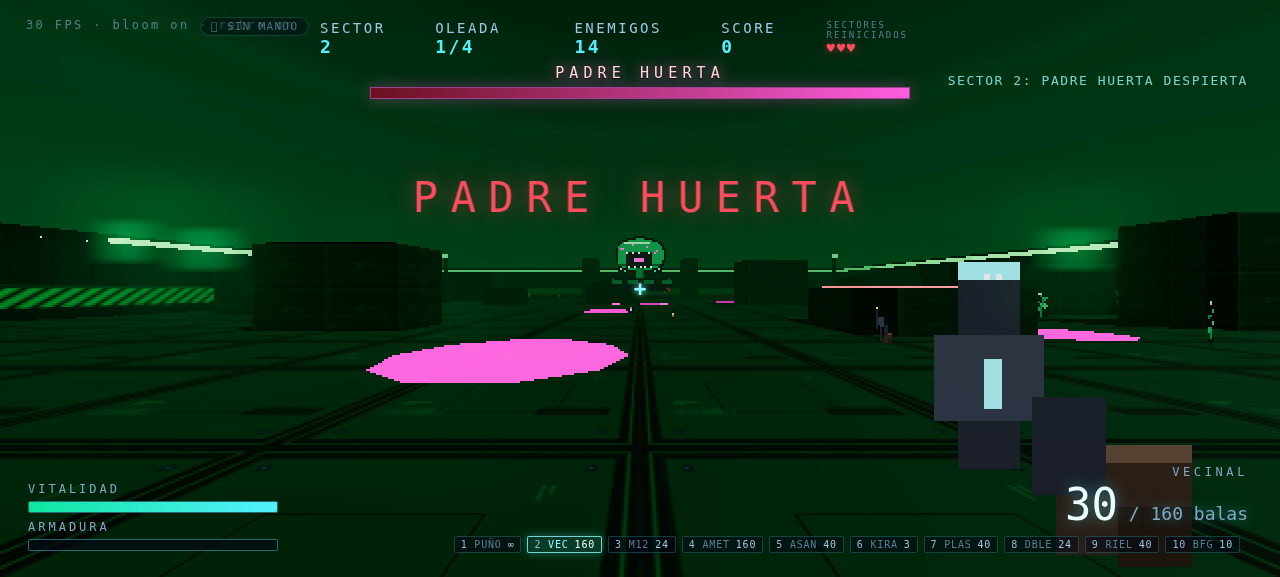 30 FPS · bloom on ·
SIN MANDO
SECTOR
2
OLEADA
1/4
ENEMIGOS
14
SCORE
0
SECTORES
REINICIADOS
♥♥♥
PADRE HUERTA
SECTOR 2: PADRE HUERTA DESPIERTA
PADRE HUERTA
VITALIDAD
ARMADURA
VECINAL
30 / 160 balas
1 PUÑO ∞
2 VEC 160
3 M12 24
4 AMET 160
5 ASAN 40
6 KIRA 3
7 PLAS 40
8 DBLE 24
9 RIEL 40
10 BFG 10